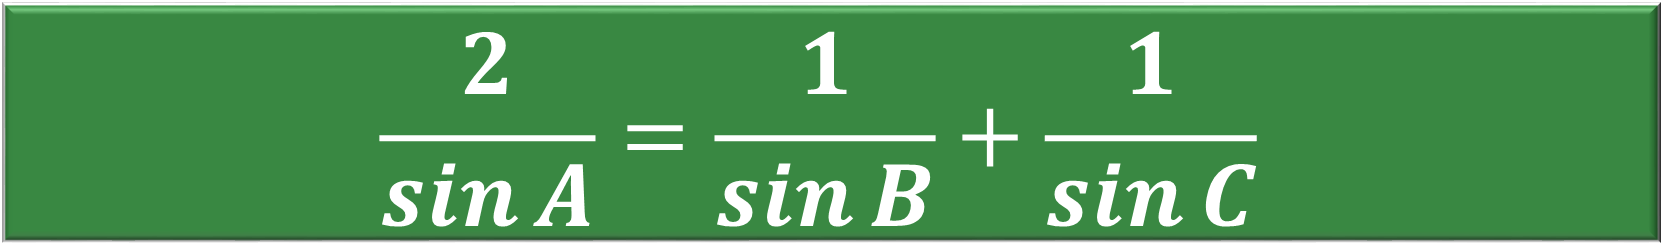 2/sin A = 1/sin B + 1/sin C